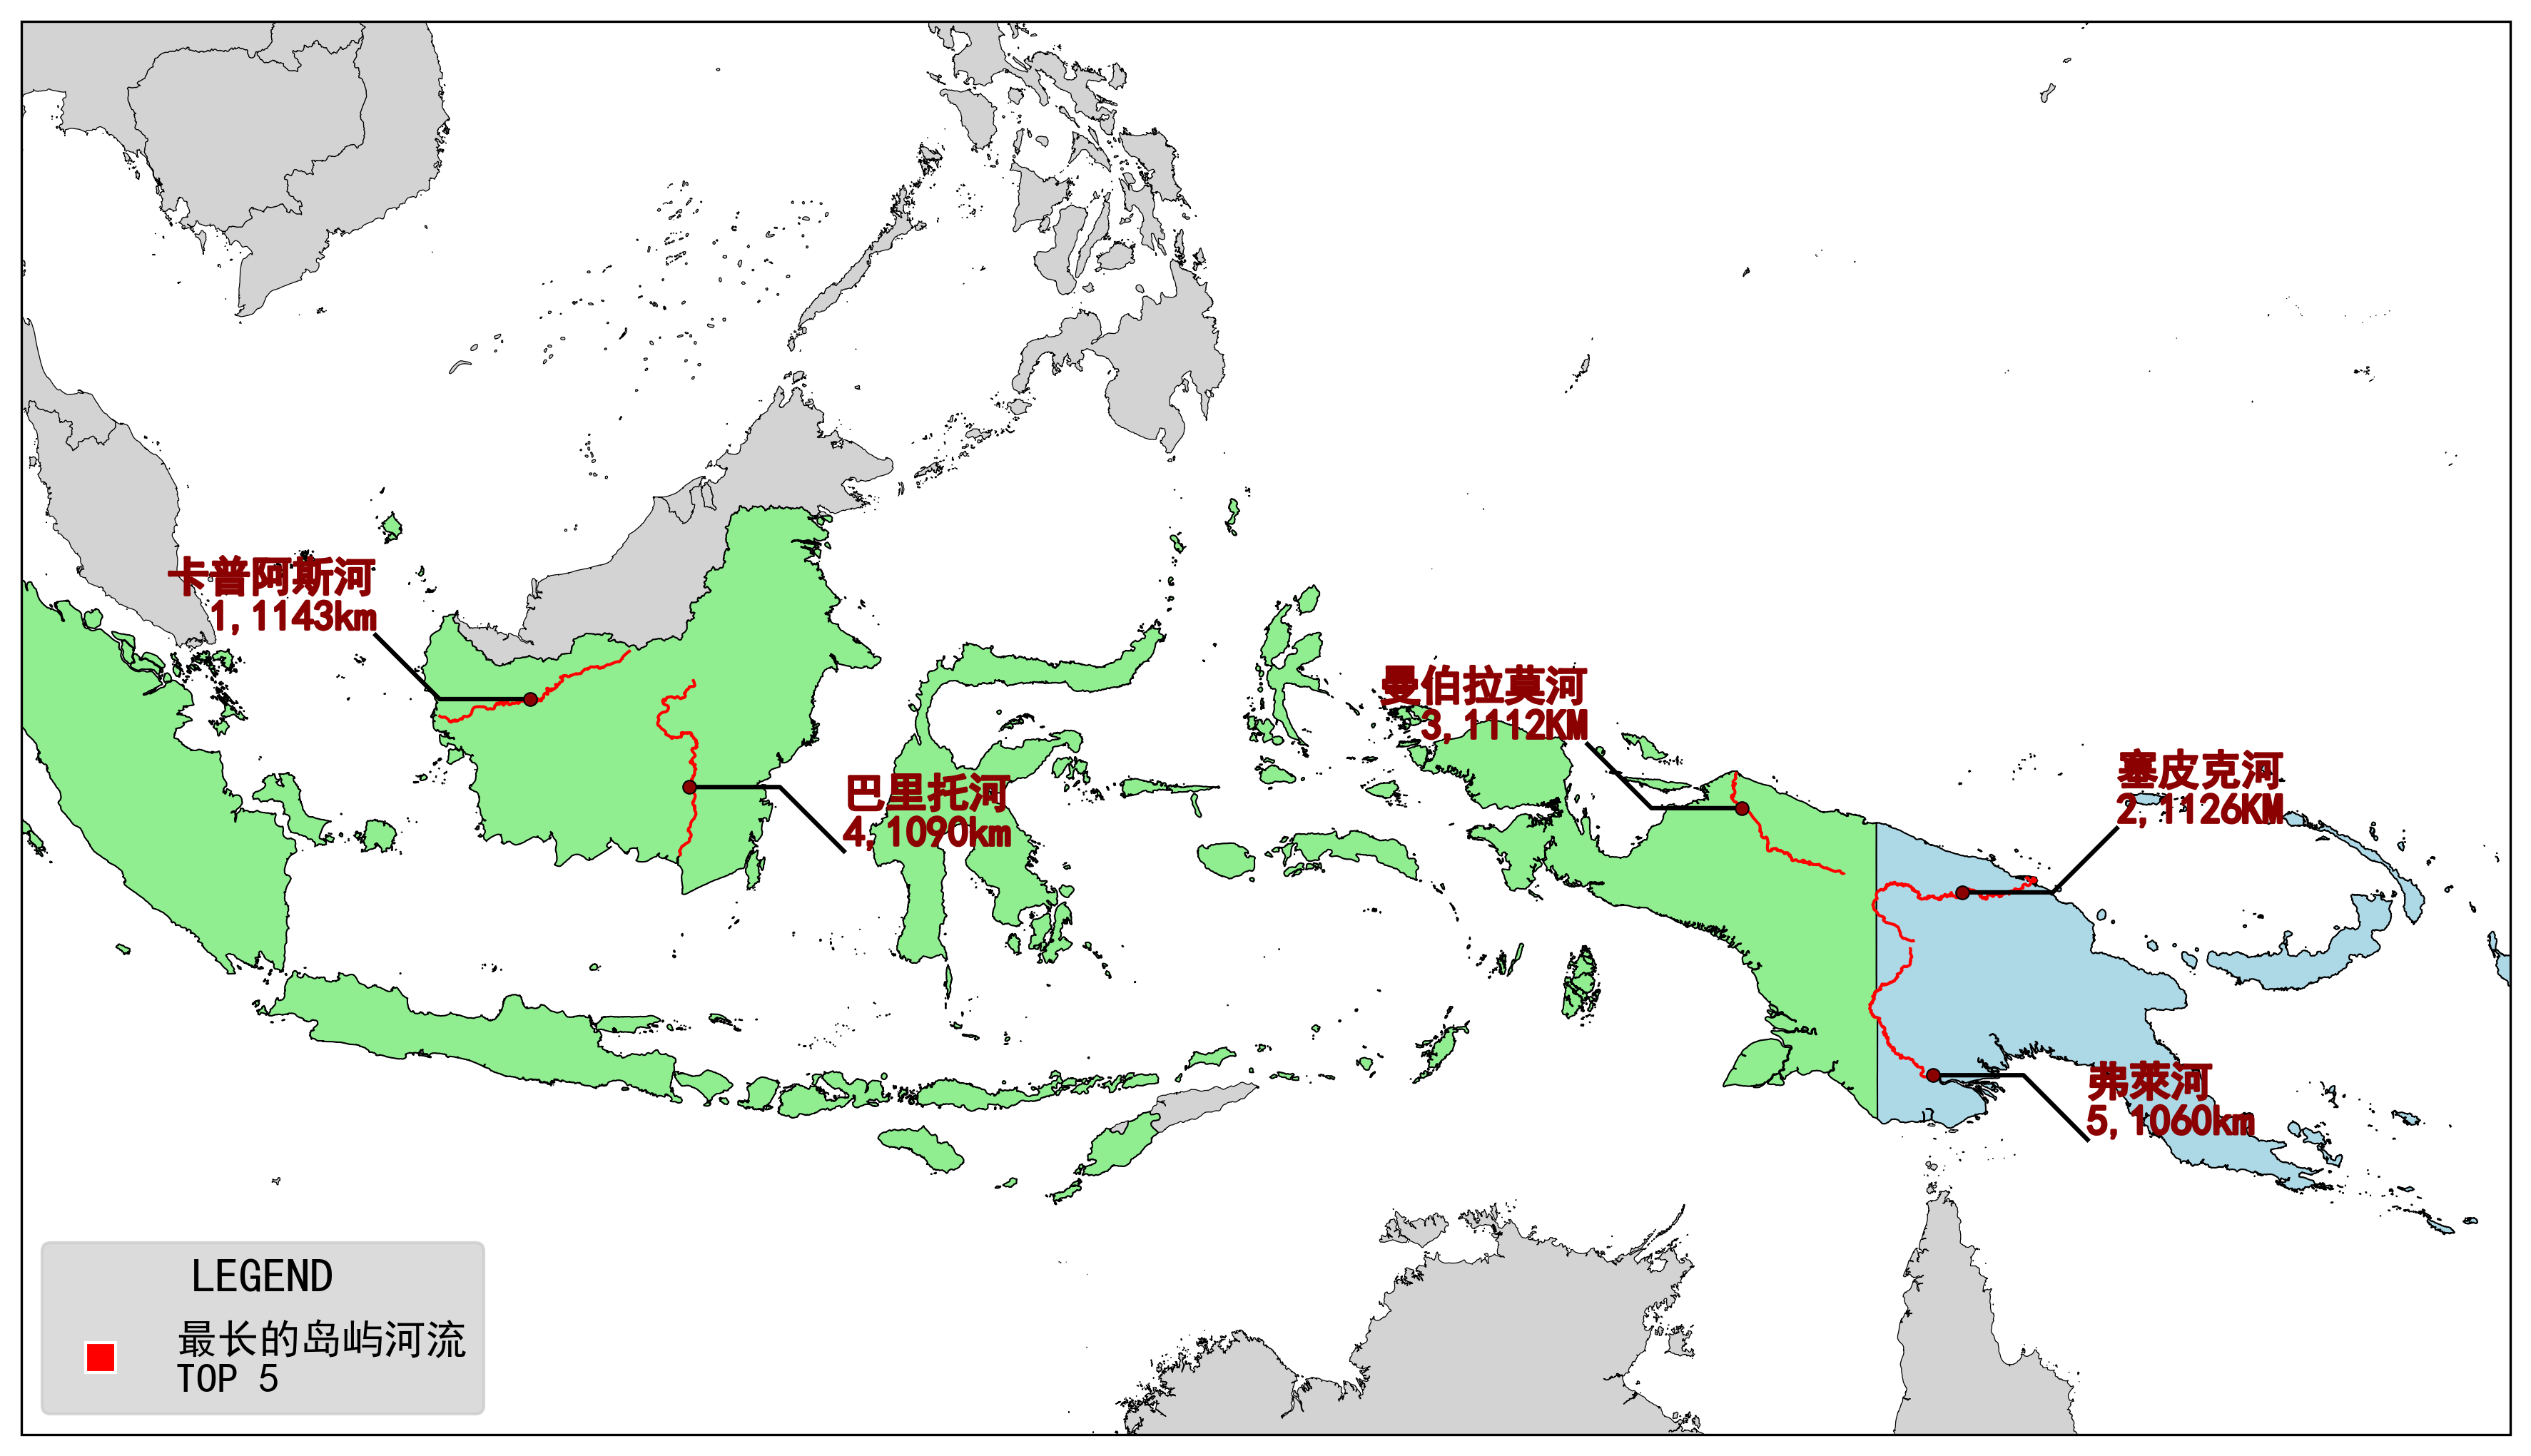 卡普阿斯河
1,1143km
曼伯拉莫河
3,1112KM
塞皮克河
2,1126KM
巴里托河
4,1090km
弗莱河
5,1060km
LEGEND
最长的岛屿河流
TOP 5